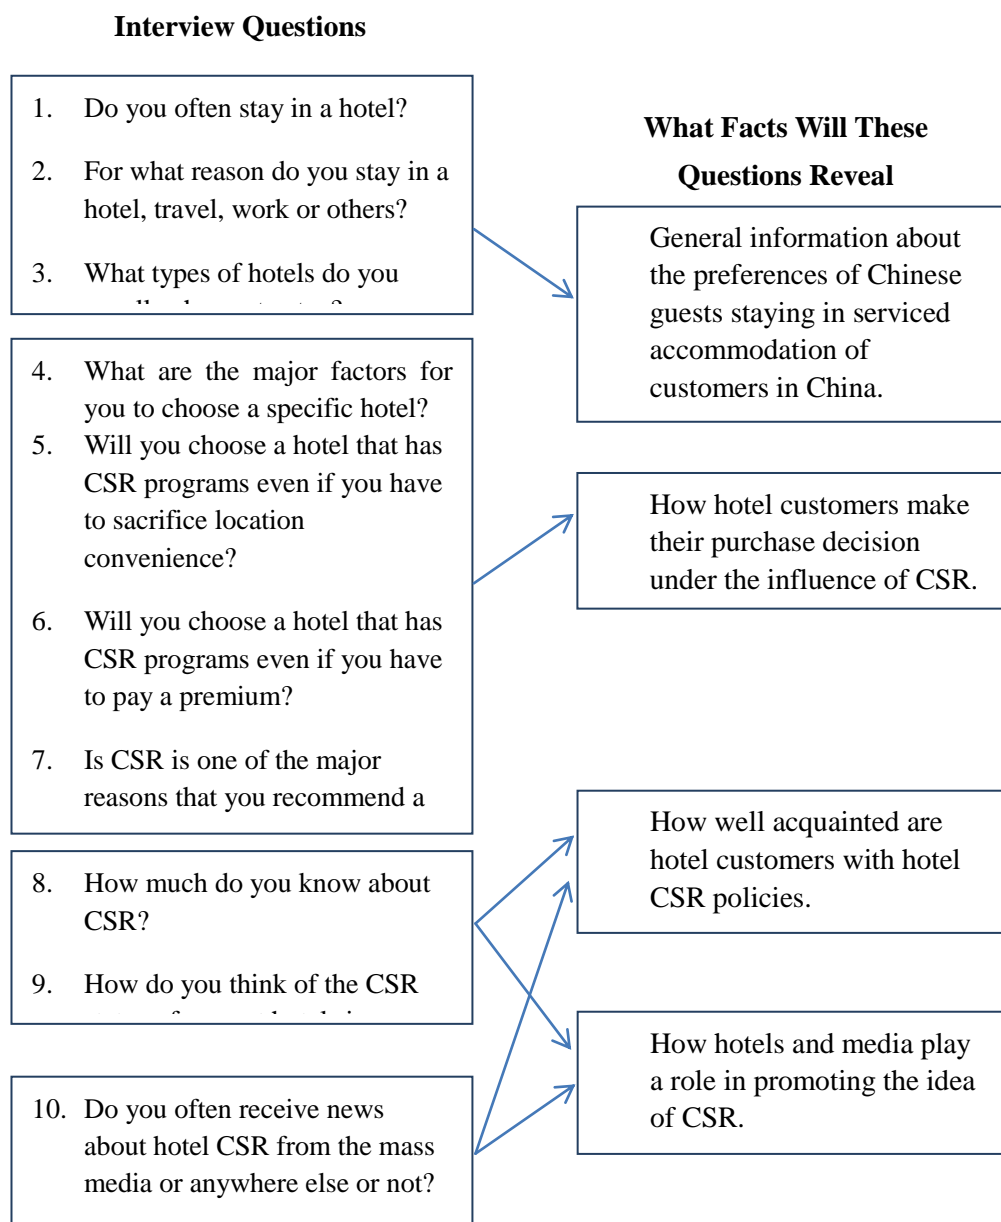 Interview Questions
1. Do you often stay in a hotel?
2. For what reason do you stay in a
hotel, travel, work or others?
3. What types of hotels do you
4. What are the major factors for
you to choose a specific hotel?
5. Will you choose a hotel that has
CSR programs even if you have
to sacrifice location
convenience?
6. Will you choose a hotel that has
CSR programs even if you have
to pay a premium?
7. Is CSR is one of the major
reasons that you recommend a
8. How much do you know about
CSR?
9. How do you think of the CSR
10. Do you often receive news
about hotel CSR from the mass
media or anywhere else or not?
What Facts Will These
Questions Reveal
General information about
the preferences of Chinese
guests staying in serviced
accommodation of
customers in China.
How hotel customers make
their purchase decision
under the influence of CSR.
How well acquainted are
hotel customers with hotel
CSR policies.
How hotels and media play
a role in promoting the idea
of CSR.